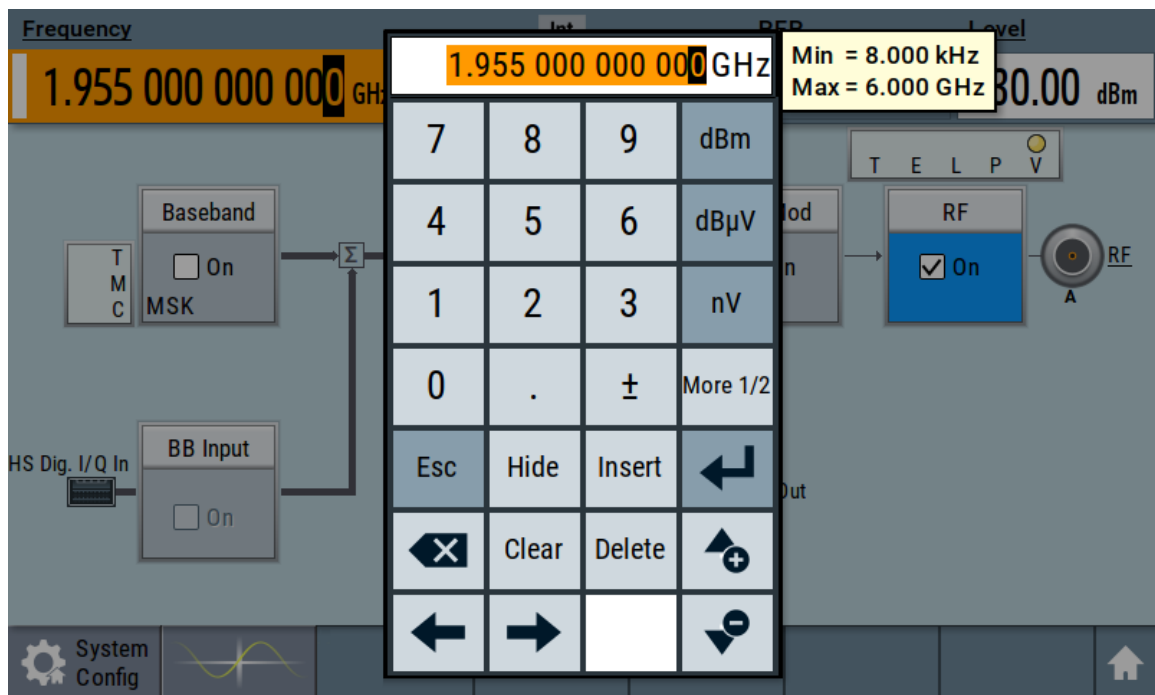 Frequency
Int
RFP
Level
1.955 000 000 000 GHz
1.955 000 000 000 GHz
Min = 8.000 kHz
Max = 6.000 GHz
30.00 dBm
7 8 9 dBm
4 5 6 dBµV
1 2 3 nV
0 . ± More 1/2
Esc Hide Insert
Clear Delete
T E L P V
Baseband
On
MSK
T
M
C
Σ
RF
On
RF
A
BB Input
On
HS Dig. I/Q In
Out
System
Config